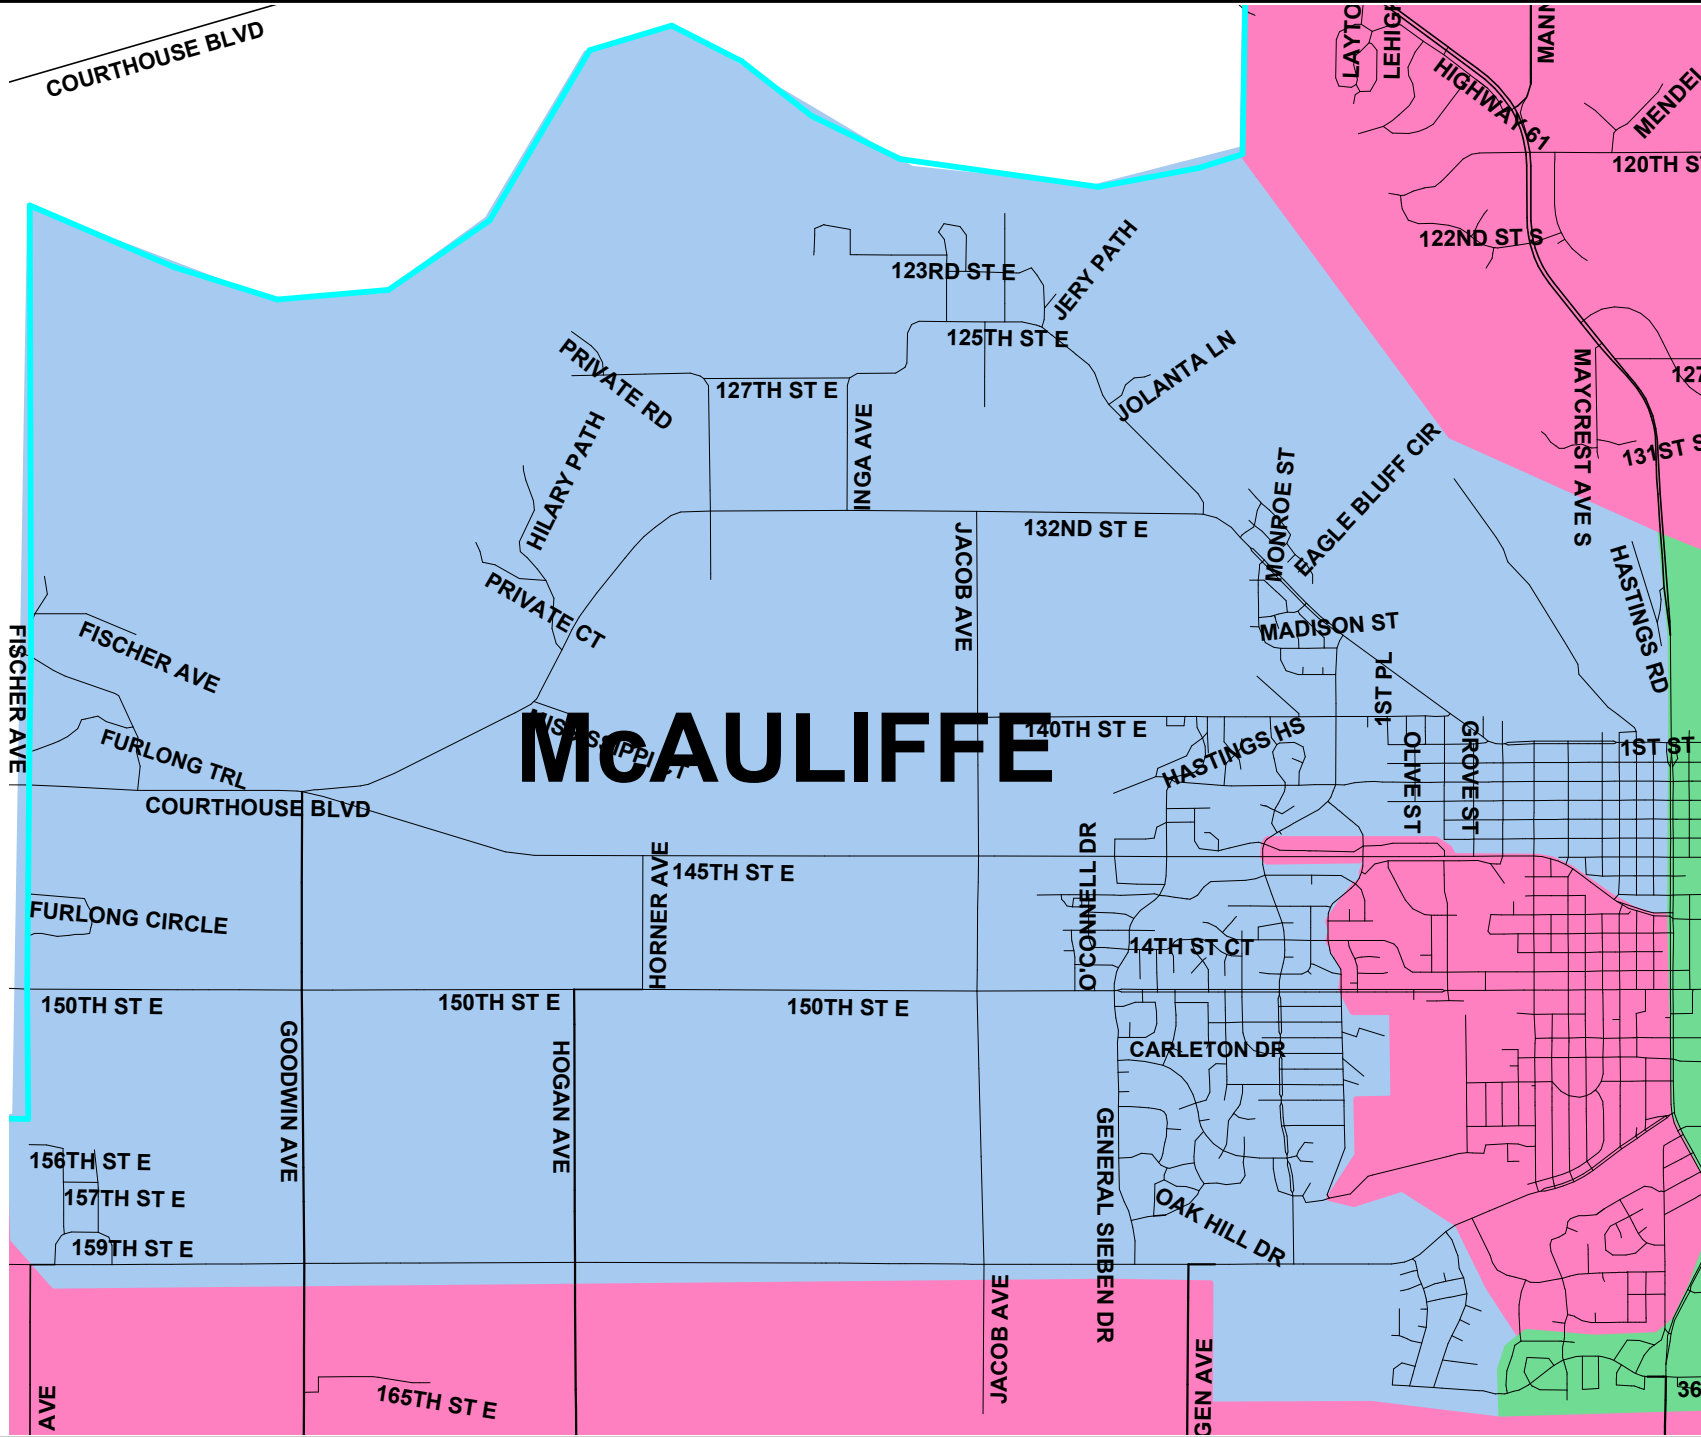 COURTHOUSE BLVD
HIGHWAY 61
120TH
122ND ST S
123RD ST E
JERY PATH
125TH ST E
JOLANTA LN
PRIVATE RD
127TH ST E
INGA AVE
HILARY PATH
MAYCREST AVE S
131ST S
MONROE ST
EAGLE BLUFF CIR
132ND ST E
JACOB AVE
PRIVATE CT
HASTINGS RD
FISCHER AVE
FISCHER AVE
MADISON ST
1ST PL
McAULIFFE
MISSISSIPPI CT
140TH ST E
HASTINGS HS
OLIVE ST
GROVE ST
1ST ST
FURLONG TRL
COURTHOUSE BLVD
145TH ST E
HORNER AVE
O'CONNELL DR
FURLONG CIRCLE
14TH ST CT
150TH ST E
150TH ST E
150TH ST E
GOODWIN AVE
HOGAN AVE
CARLETON DR
GENERAL SIEBEN DR
156TH ST E
157TH ST E
159TH ST E
OAK HILL DR
JACOB AVE
165TH ST E
AVE
GEN AVE
36